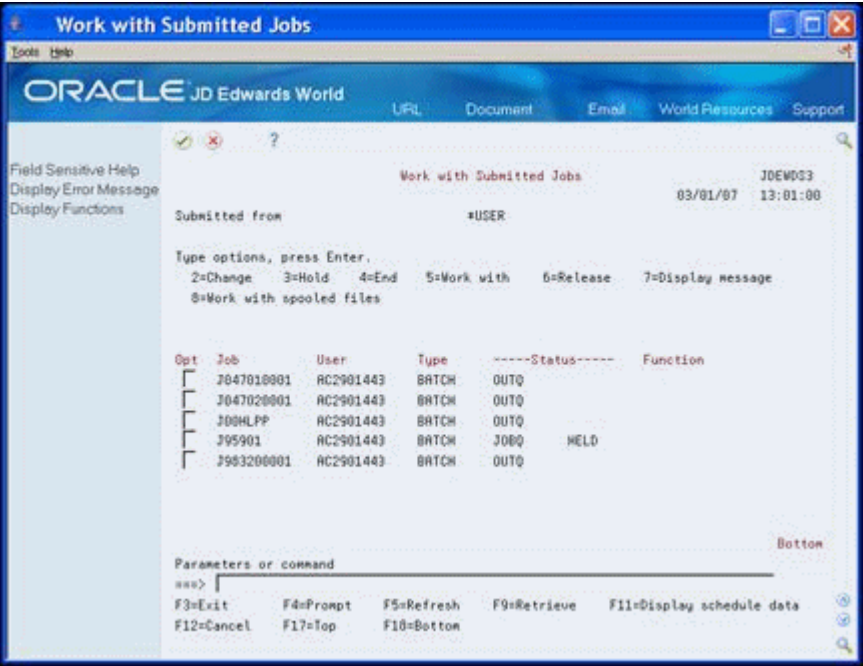 Work with Submitted Jobs
Tools Help
ORACLE JD Edwards World
URL Document Email World Resources Support
?
Field Sensitive Help
Display Error Message
Display Functions
Work with Submitted Jobs JDEWDS3
03/01/07 13:01:00
Submitted from *USER
Type options, press Enter.
2=Change 3=Hold 4=End 5=Work with 6=Release 7=Display message
8=Work with spooled files
Opt Job User Type -----Status----- Function
J047010001 AC2901443 BATCH OUTQ
J047020001 AC2901443 BATCH OUTQ
J00HLPP AC2901443 BATCH OUTQ
J95901 AC2901443 BATCH JOBQ HELD
J983200001 AC2901443 BATCH OUTQ
Bottom
Parameters or command
===>
F3=Exit F4=Prompt F5=Refresh F9=Retrieve F11=Display schedule data
F12=Cancel F17=Top F18=Bottom